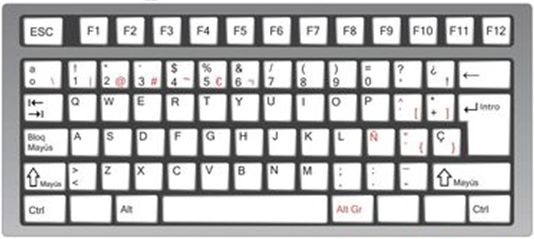 ESC F1 F2 F3 F4 F5 F6 F7 F8 F9 F10 F11 F12
! " $ % & / ( ) = ? ¿
1 | 2 @ 3 # 4 ~ 5 € 6 ¬ 7 8 9 0 !  ←
Q W E R T Y U I O P [ * + ] Intro
Bloq Mayús A S D F G H J K L Ñ { Ç }
Mayús > < Z X C V B N M ; , : . Mayús
Ctrl Alt Alt Gr Ctrl